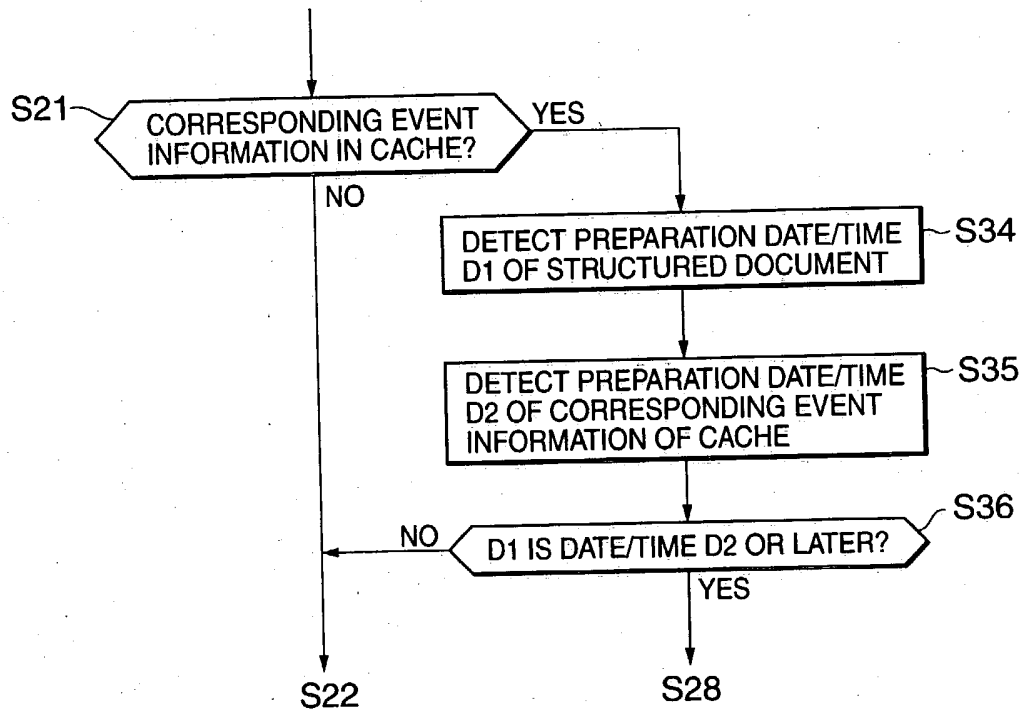 S21
CORRESPONDING EVENT
INFORMATION IN CACHE?
YES
NO
DETECT PREPARATION DATE/TIME
D1 OF STRUCTURED DOCUMENT
S34
DETECT PREPARATION DATE/TIME
D2 OF CORRESPONDING EVENT
INFORMATION OF CACHE
S35
D1 IS DATE/TIME D2 OR LATER?
S36
NO
YES
S22
S28